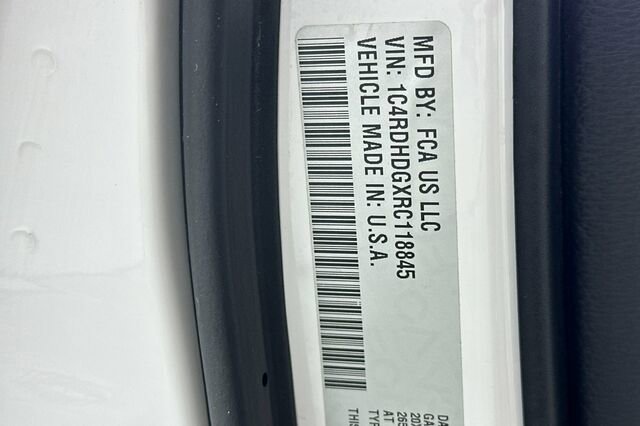 MFD BY: FCA US LLC
VIN: 1C4RDHDGXRC118845
VEHICLE MADE IN: U.S.A.